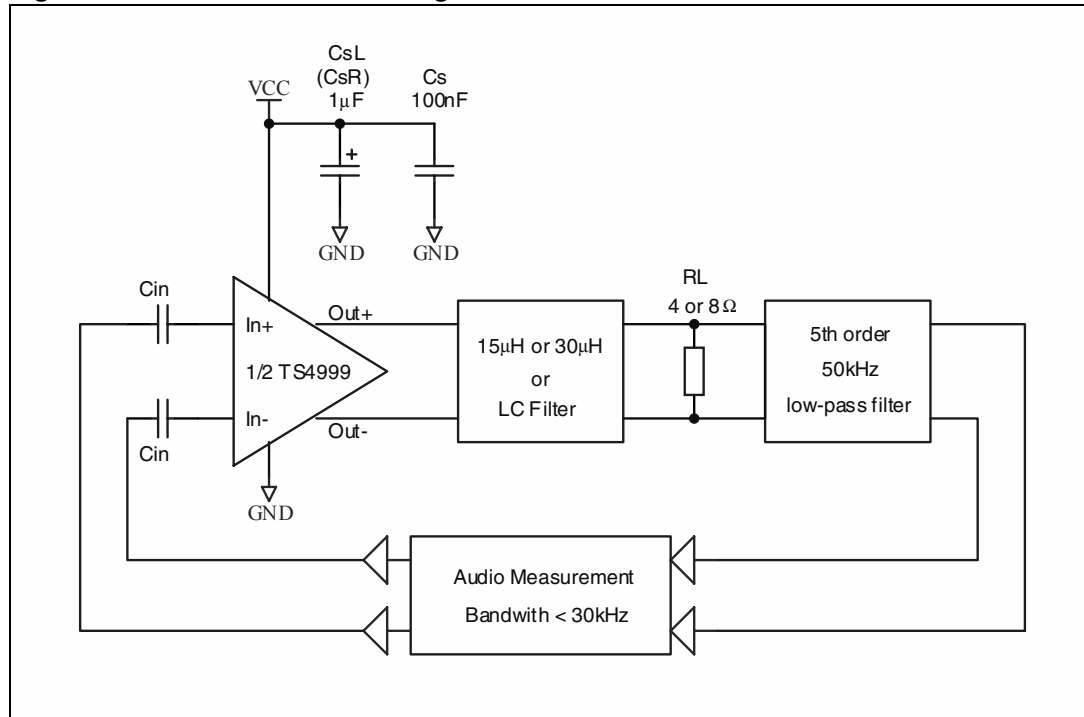 CsL
(CsR)
1µF
Cs
100nF
VCC
GND
GND
Cin
In+
Out+
1/2 TS4999
In-
Out-
Cin
GND
15µH or 30µH
or
LC Filter
RL
4 or 8Ω
5th order
50kHz
low-pass filter
Audio Measurement
Bandwith < 30kHz